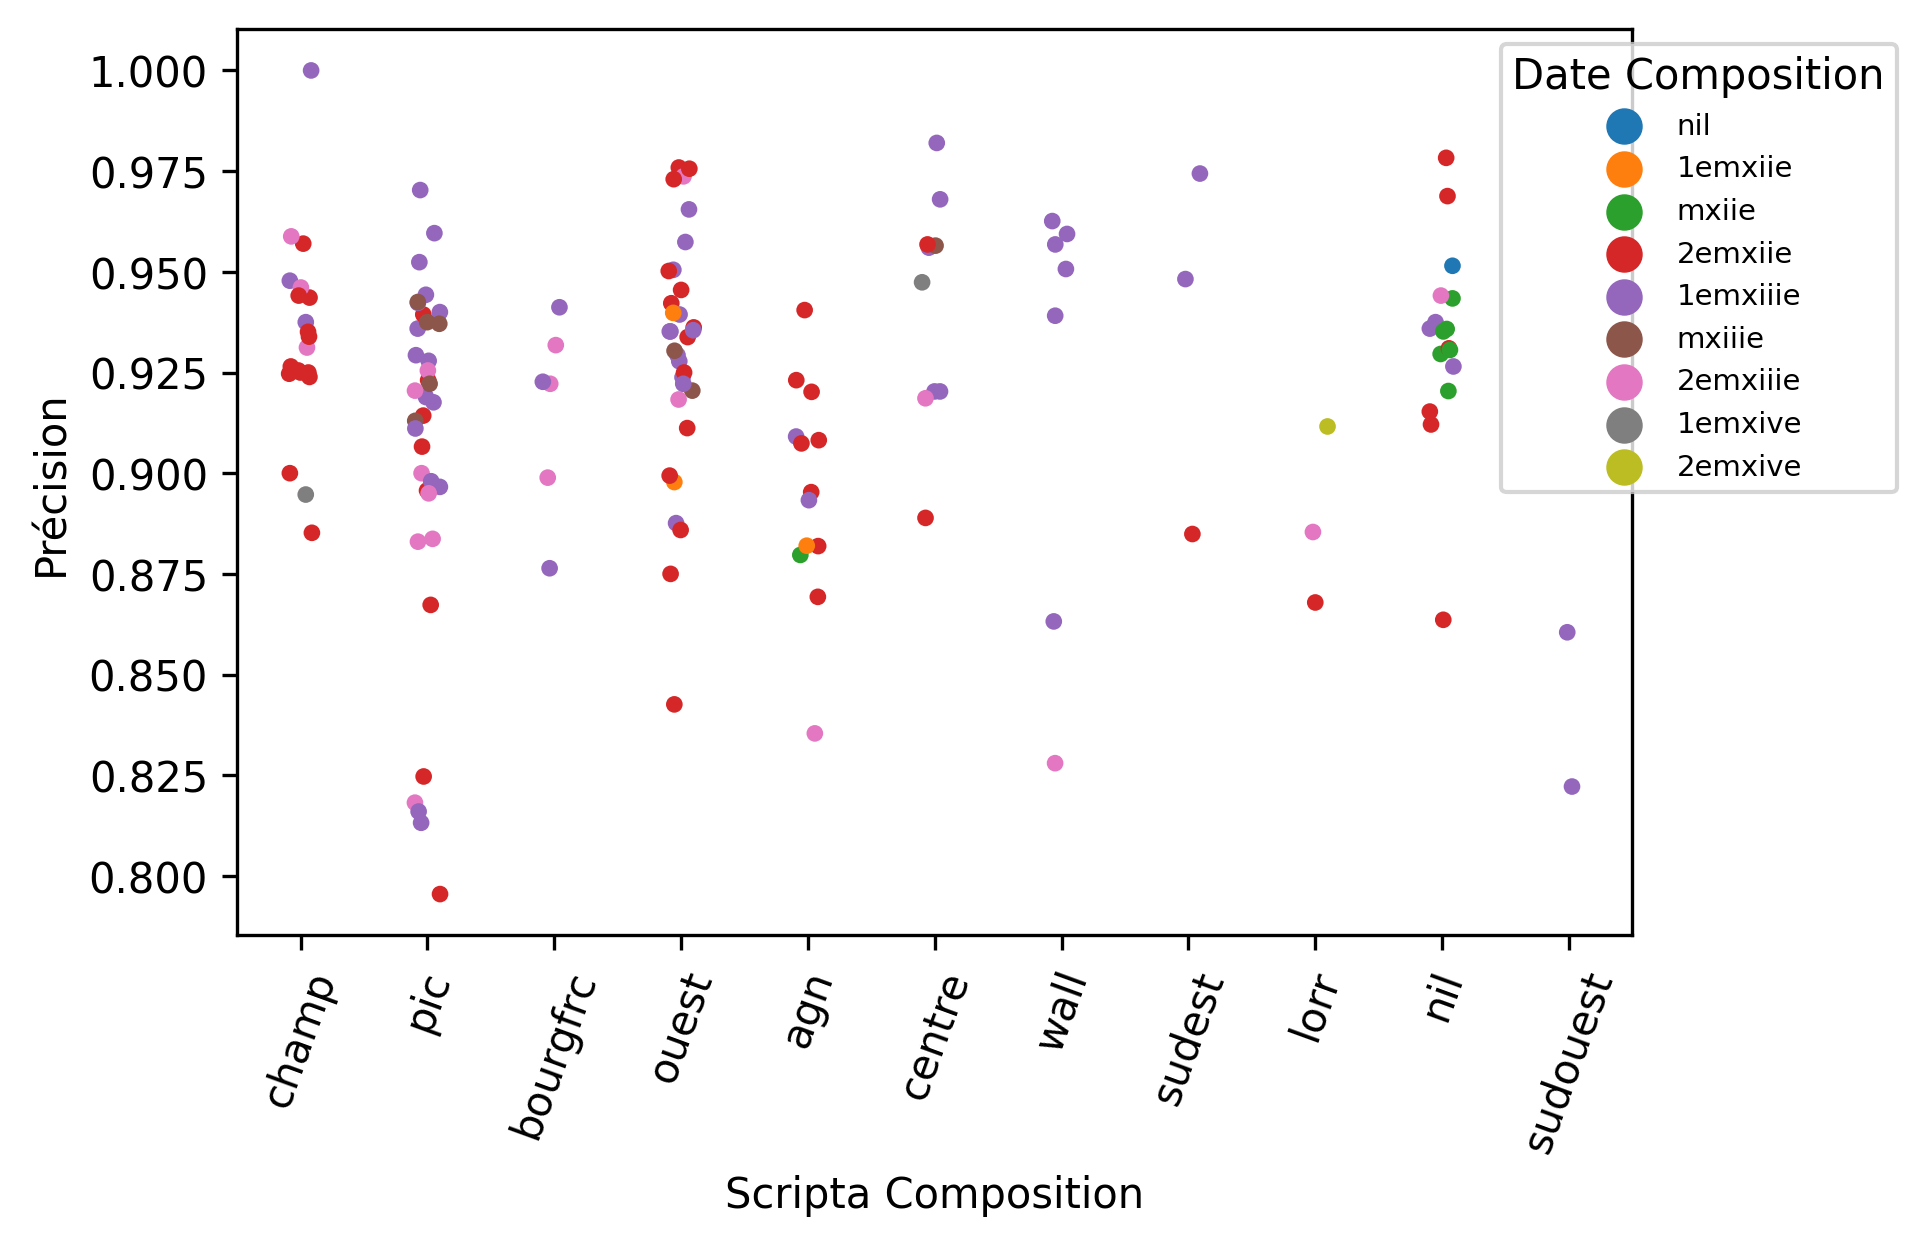 Précision
1.000
0.975
0.950
0.925
0.900
0.875
0.850
0.825
0.800
Date Composition
nil
1emxiie
mxiie
2emxiie
1emxiiie
mxiiie
2emxiiie
1emxive
2emxive
champ
pic
bourgfrc
ouest
agn
centre
wall
sudest
lorr
nil
sudouest
Scripta Composition